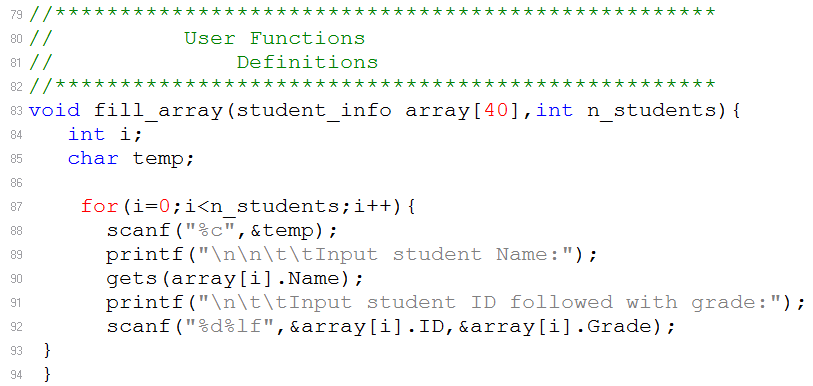 79 //***************************************************
80 //          User Functions
81 //              Definitions
82 //***************************************************
83 void fill_array(student_info array[40],int n_students){
84    int i;
85    char temp;
86
87     for(i=0;i<n_students;i++){
88       scanf("%c",&temp);
89       printf("\n\n\t\tInput student Name:");
90       gets(array[i].Name);
91       printf("\n\t\tInput student ID followed with grade:");
92       scanf("%d%lf",&array[i].ID,&array[i].Grade);
93  }
94  }